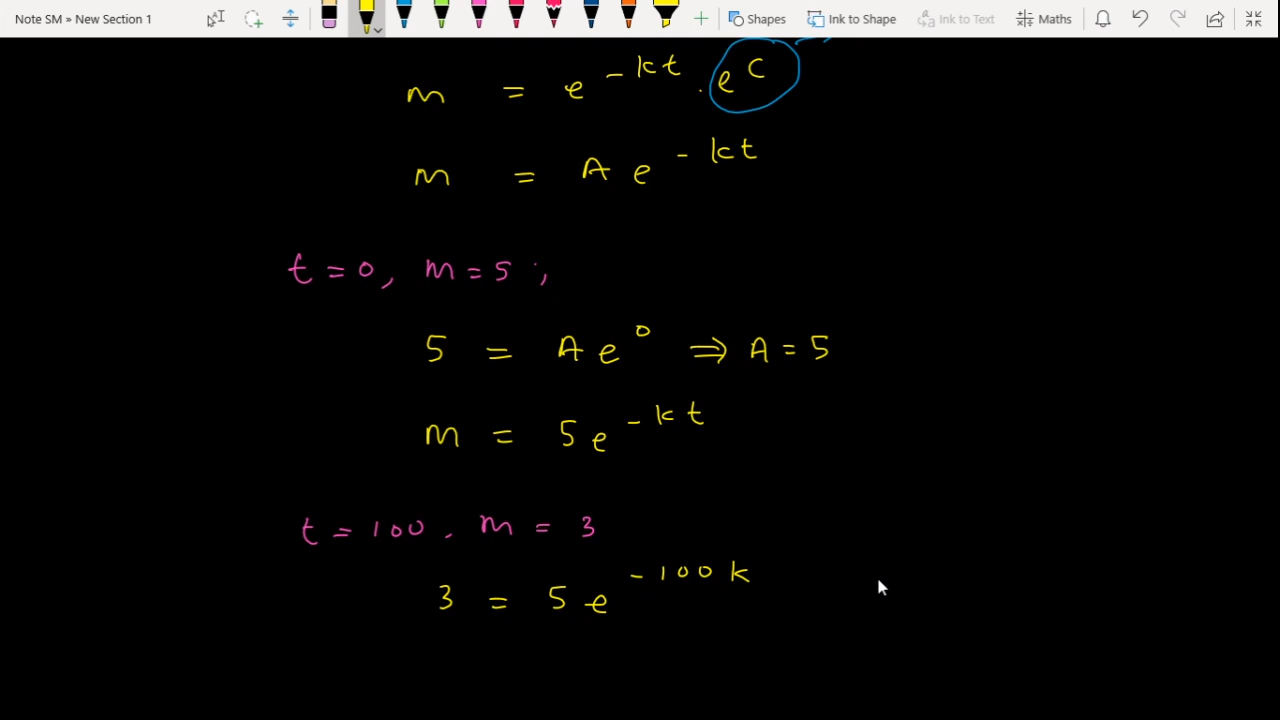 Note SM » New Section 1
Shapes
Ink to Shape
Ink to Text
Maths
m = e^{-kt} . e^{c}
m = A e^{-kt}
t = 0, m = 5 ;
5 = A e^{0} ⇒ A = 5
m = 5 e^{-kt}
t = 100 , m = 3
3 = 5 e^{-100k}